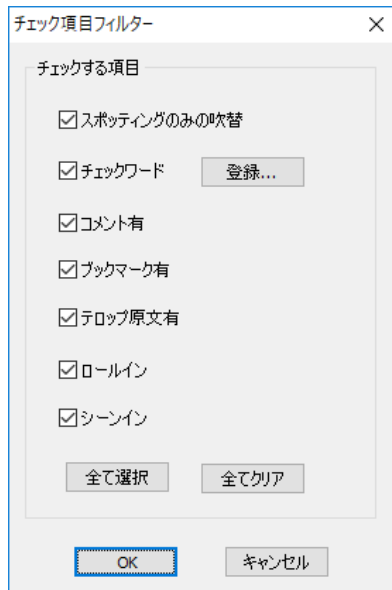 チェック項目フィルター
チェックする項目
スポッティングのみの吹替
チェックワード 登録...
コメント有
ブックマーク有
テロップ原文有
ロールイン
シーンイン
全て選択 全てクリア
OK キャンセル